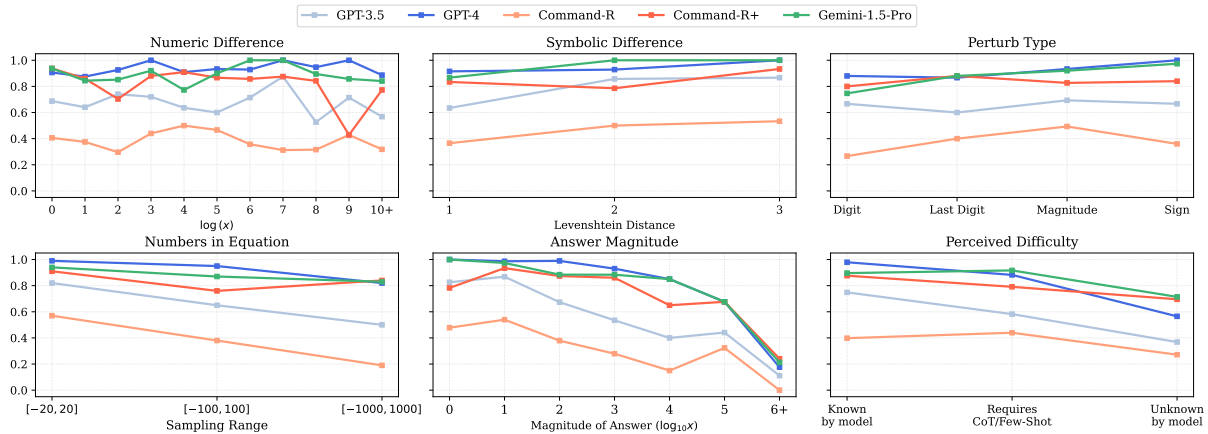 GPT-3.5 GPT-4 Command-R Command-R+ Gemini-1.5-Pro
Numeric Difference
1.0
0.8
0.6
0.4
0.2
0.0
0 1 2 3 4 5 6 7 8 9 10+
log (x)
Symbolic Difference
1 2 3
Levenshtein Distance
Perturb Type
Digit Last Digit Magnitude Sign
Numbers in Equation
1.0
0.8
0.6
0.4
0.2
0.0
[−20, 20] [−100, 100] [−1000, 1000]
Sampling Range
Answer Magnitude
0 1 2 3 4 5 6+
Magnitude of Answer (log₁₀x)
Perceived Difficulty
Known
by model
Requires
CoT/Few-Shot
Unknown
by model